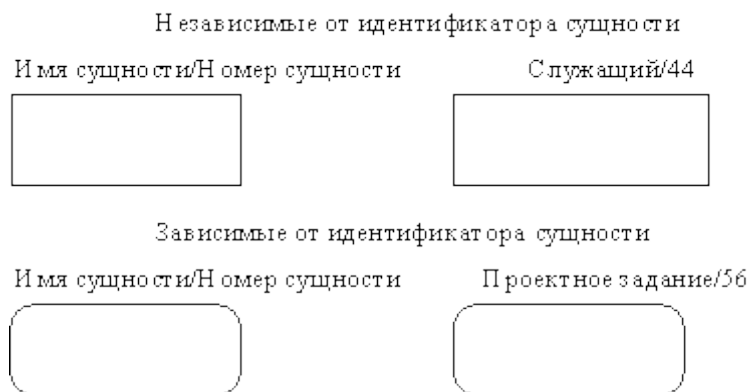 Независимые от идентификатора сущности
Имя сущности/Номер сущности Служащий/44
Зависимые от идентификатора сущности
Имя сущности/Номер сущности Проектное задание/56